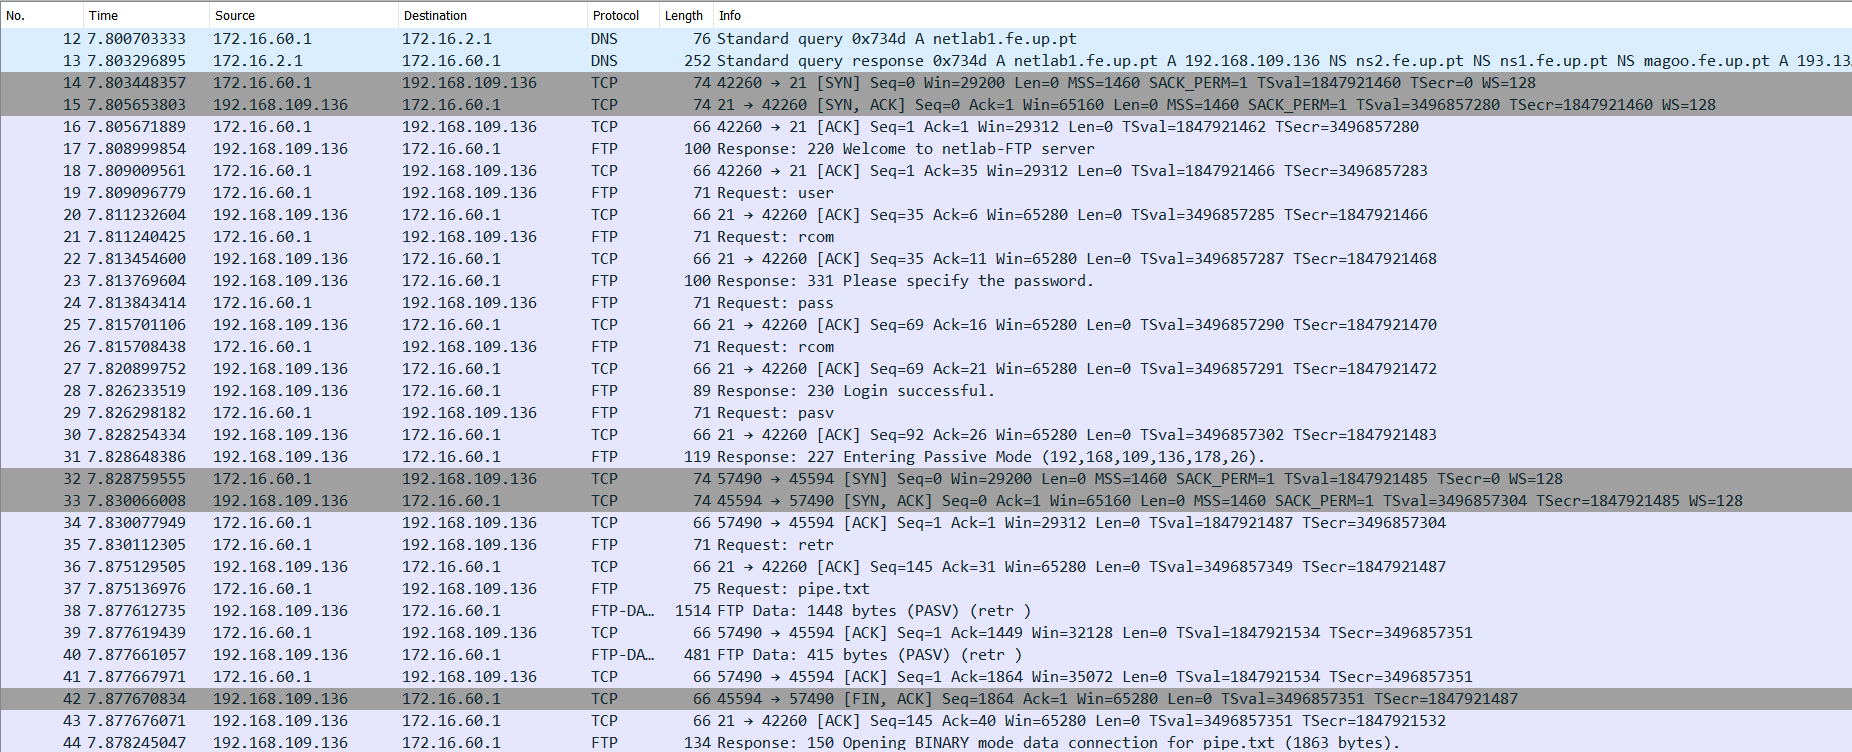 No. Time Source Destination Protocol Length Info
12 7.800703333 172.16.60.1 172.16.2.1 DNS 76 Standard query 0x734d A netlab1.fe.up.pt
13 7.803296895 172.16.2.1 172.16.60.1 DNS 252 Standard query response 0x734d A netlab1.fe.up.pt A 192.168.109.136 NS ns2.fe.up.pt NS ns1.fe.up.pt NS magoo.fe.up.pt A 193.13
14 7.803448357 172.16.60.1 192.168.109.136 TCP 74 42260 → 21 [SYN] Seq=0 Win=29200 Len=0 MSS=1460 SACK_PERM=1 TSval=1847921460 TSecr=0 WS=128
15 7.805653803 192.168.109.136 172.16.60.1 TCP 74 21 → 42260 [SYN, ACK] Seq=0 Ack=1 Win=65160 Len=0 MSS=1460 SACK_PERM=1 TSval=3496857280 TSecr=1847921460 WS=128
16 7.805671889 172.16.60.1 192.168.109.136 TCP 66 42260 → 21 [ACK] Seq=1 Ack=1 Win=29312 Len=0 TSval=1847921462 TSecr=3496857280
17 7.808999854 192.168.109.136 172.16.60.1 FTP 100 Response: 220 Welcome to netlab-FTP server
18 7.809009561 172.16.60.1 192.168.109.136 TCP 66 42260 → 21 [ACK] Seq=1 Ack=35 Win=29312 Len=0 TSval=1847921466 TSecr=3496857283
19 7.809096779 172.16.60.1 192.168.109.136 FTP 71 Request: user
20 7.811232604 192.168.109.136 172.16.60.1 TCP 66 21 → 42260 [ACK] Seq=35 Ack=6 Win=65280 Len=0 TSval=3496857285 TSecr=1847921466
21 7.811240425 172.16.60.1 192.168.109.136 FTP 71 Request: rcom
22 7.813454600 192.168.109.136 172.16.60.1 TCP 66 21 → 42260 [ACK] Seq=35 Ack=11 Win=65280 Len=0 TSval=3496857287 TSecr=1847921468
23 7.813769604 192.168.109.136 172.16.60.1 FTP 100 Response: 331 Please specify the password.
24 7.813843414 172.16.60.1 192.168.109.136 FTP 71 Request: pass
25 7.815701106 192.168.109.136 172.16.60.1 TCP 66 21 → 42260 [ACK] Seq=69 Ack=16 Win=65280 Len=0 TSval=3496857290 TSecr=1847921470
26 7.815708438 172.16.60.1 192.168.109.136 FTP 71 Request: rcom
27 7.820899752 192.168.109.136 172.16.60.1 TCP 66 21 → 42260 [ACK] Seq=69 Ack=21 Win=65280 Len=0 TSval=3496857291 TSecr=1847921472
28 7.826233519 192.168.109.136 172.16.60.1 FTP 89 Response: 230 Login successful.
29 7.826298182 172.16.60.1 192.168.109.136 FTP 71 Request: pasv
30 7.828254334 192.168.109.136 172.16.60.1 TCP 66 21 → 42260 [ACK] Seq=92 Ack=26 Win=65280 Len=0 TSval=3496857302 TSecr=1847921483
31 7.828648386 192.168.109.136 172.16.60.1 FTP 119 Response: 227 Entering Passive Mode (192,168,109,136,178,26).
32 7.828759555 172.16.60.1 192.168.109.136 TCP 74 57490 → 45594 [SYN] Seq=0 Win=29200 Len=0 MSS=1460 SACK_PERM=1 TSval=1847921485 TSecr=0 WS=128
33 7.830066008 192.168.109.136 172.16.60.1 TCP 74 45594 → 57490 [SYN, ACK] Seq=0 Ack=1 Win=65160 Len=0 MSS=1460 SACK_PERM=1 TSval=3496857304 TSecr=1847921485 WS=128
34 7.830077949 172.16.60.1 192.168.109.136 TCP 66 57490 → 45594 [ACK] Seq=1 Ack=1 Win=29312 Len=0 TSval=1847921487 TSecr=3496857304
35 7.830112305 172.16.60.1 192.168.109.136 FTP 71 Request: retr
36 7.875129505 192.168.109.136 172.16.60.1 TCP 66 21 → 42260 [ACK] Seq=145 Ack=31 Win=65280 Len=0 TSval=3496857349 TSecr=1847921487
37 7.875136976 172.16.60.1 192.168.109.136 FTP 75 Request: pipe.txt
38 7.877612735 192.168.109.136 172.16.60.1 FTP-DA… 1514 FTP Data: 1448 bytes (PASV) (retr )
39 7.877619439 172.16.60.1 192.168.109.136 TCP 66 57490 → 45594 [ACK] Seq=1 Ack=1449 Win=32128 Len=0 TSval=1847921534 TSecr=3496857351
40 7.877661057 192.168.109.136 172.16.60.1 FTP-DA… 481 FTP Data: 415 bytes (PASV) (retr )
41 7.877667971 172.16.60.1 192.168.109.136 TCP 66 57490 → 45594 [ACK] Seq=1 Ack=1864 Win=35072 Len=0 TSval=1847921534 TSecr=3496857351
42 7.877670834 192.168.109.136 172.16.60.1 TCP 66 45594 → 57490 [FIN, ACK] Seq=1864 Ack=1 Win=65280 Len=0 TSval=3496857351 TSecr=1847921487
43 7.877676071 192.168.109.136 172.16.60.1 TCP 66 21 → 42260 [ACK] Seq=145 Ack=40 Win=65280 Len=0 TSval=3496857351 TSecr=1847921532
44 7.878245047 192.168.109.136 172.16.60.1 FTP 134 Response: 150 Opening BINARY mode data connection for pipe.txt (1863 bytes).